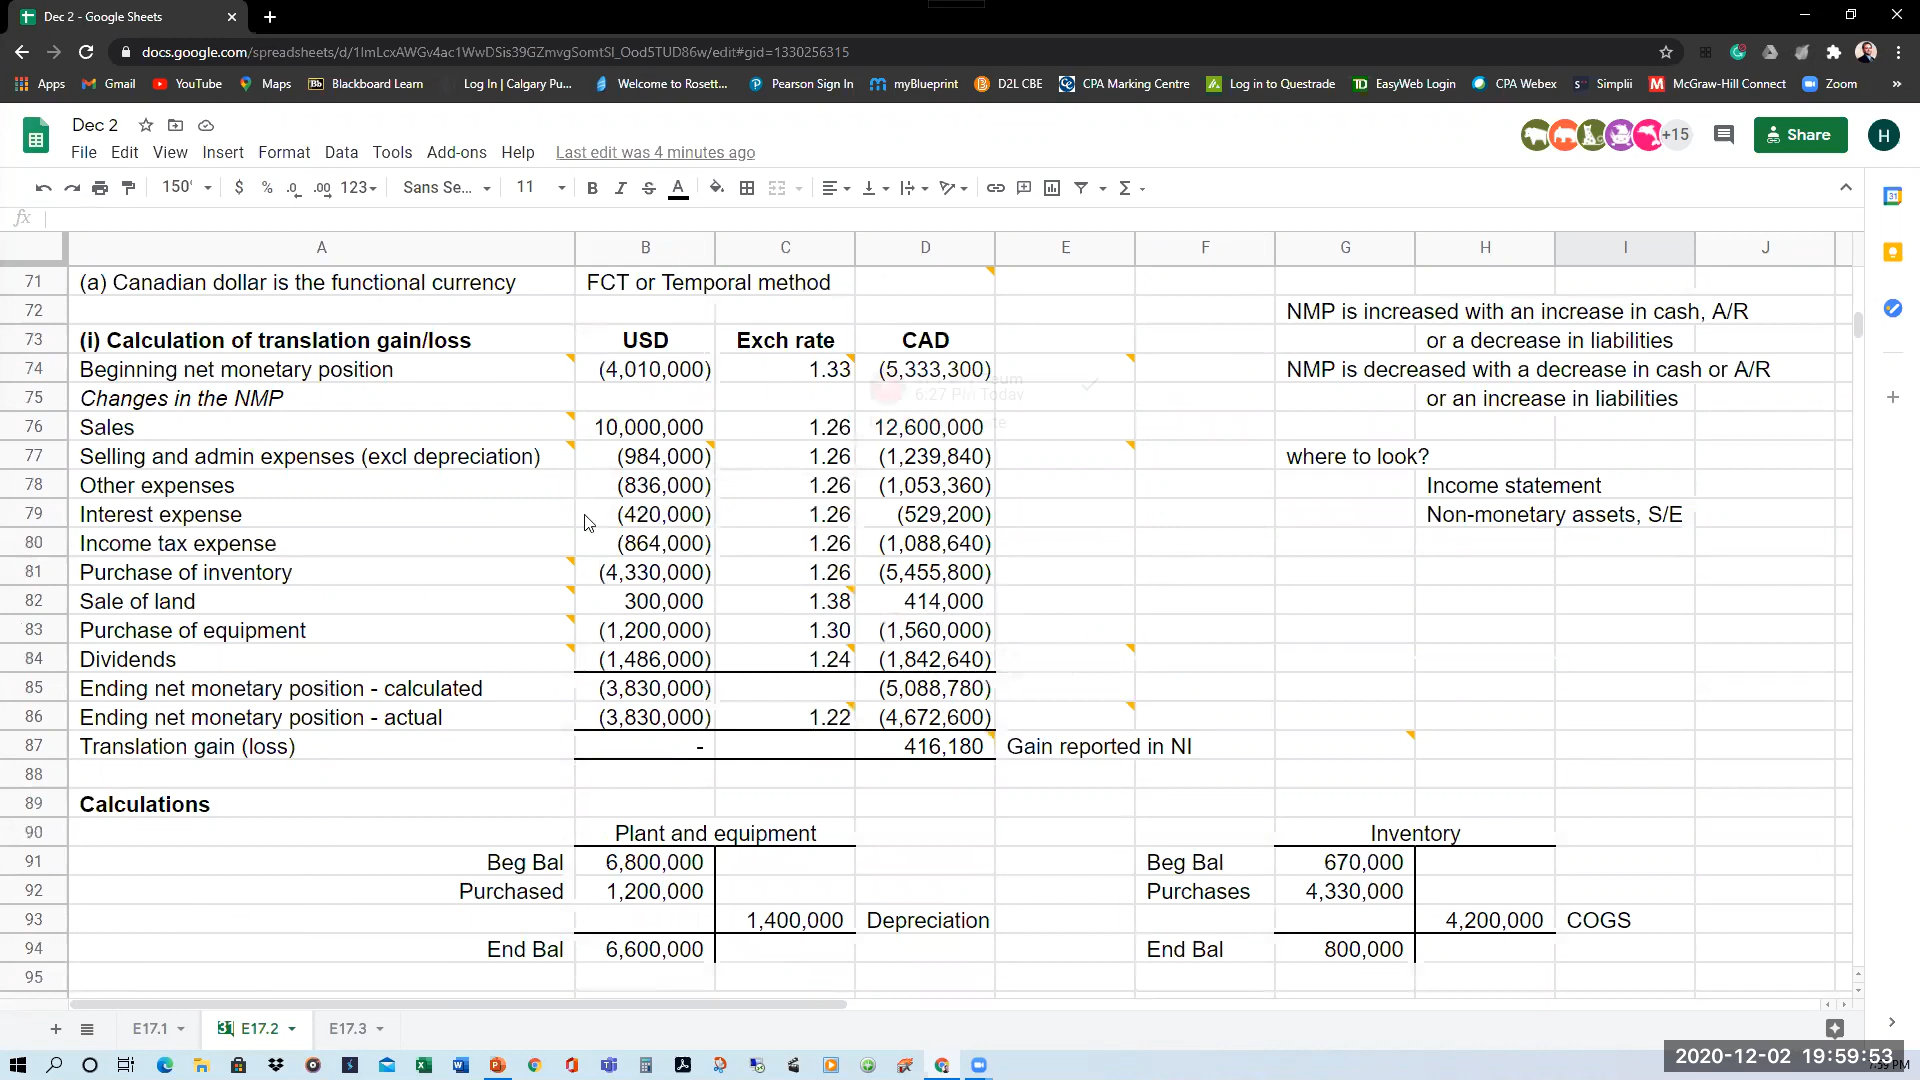 Dec 2 - Google Sheets
docs.google.com/spreadsheets/d/1ImLcxAWGv4ac1WwDSis39GZmvgSomtSI_Ood5TUD86w/edit#gid=1330256315
Apps Gmail YouTube Maps Blackboard Learn Log In | Calgary Pu... Welcome to Rosett... Pearson Sign In myBlueprint D2L CBE CPA Marking Centre Log in to Questrade EasyWeb Login CPA Webex Simplii McGraw-Hill Connect Zoom »
Dec 2 +15 Share H
File Edit View Insert Format Data Tools Add-ons Help Last edit was 4 minutes ago
150% $ % .0 .00 123 Sans Se... 11 B I S A Σ
fx
A B C D E F G H I J
71 (a) Canadian dollar is the functional currency FCT or Temporal method
72 NMP is increased with an increase in cash, A/R
73 (i) Calculation of translation gain/loss USD Exch rate CAD or a decrease in liabilities
74 Beginning net monetary position (4,010,000) 1.33 (5,333,300) NMP is decreased with a decrease in cash or A/R
6:27 PM Today
75 Changes in the NMP or an increase in liabilities
76 Sales 10,000,000 1.26 12,600,000
77 Selling and admin expenses (excl depreciation) (984,000) 1.26 (1,239,840) where to look?
78 Other expenses (836,000) 1.26 (1,053,360) Income statement
79 Interest expense (420,000) 1.26 (529,200) Non-monetary assets, S/E
80 Income tax expense (864,000) 1.26 (1,088,640)
81 Purchase of inventory (4,330,000) 1.26 (5,455,800)
82 Sale of land 300,000 1.38 414,000
83 Purchase of equipment (1,200,000) 1.30 (1,560,000)
84 Dividends (1,486,000) 1.24 (1,842,640)
85 Ending net monetary position - calculated (3,830,000) (5,088,780)
86 Ending net monetary position - actual (3,830,000) 1.22 (4,672,600)
87 Translation gain (loss) - 416,180 Gain reported in NI
88
89 Calculations
90 Plant and equipment Inventory
91 Beg Bal 6,800,000 Beg Bal 670,000
92 Purchased 1,200,000 Purchases 4,330,000
93 1,400,000 Depreciation 4,200,000 COGS
94 End Bal 6,600,000 End Bal 800,000
95
E17.1 E17.2 E17.3
2020-12-02 19:59:53